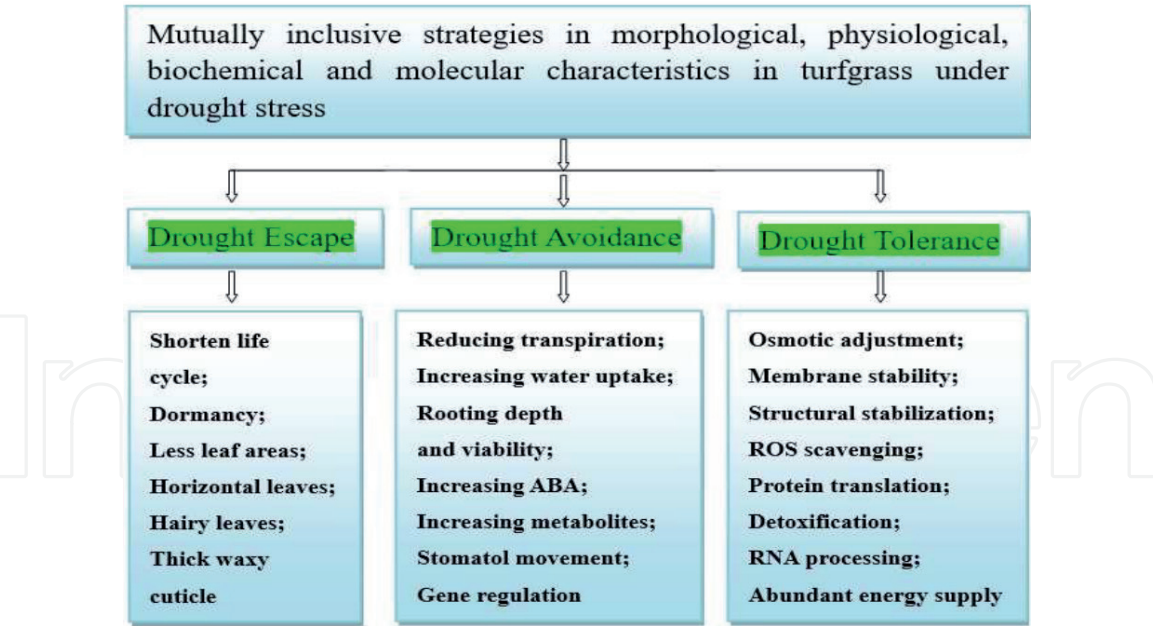 Mutually inclusive strategies in morphological, physiological,
biochemical and molecular characteristics in turfgrass under
drought stress
Drought Escape
Drought Avoidance
Drought Tolerance
Shorten life
cycle;
Dormancy;
Less leaf areas;
Horizontal leaves;
Hairy leaves;
Thick waxy
cuticle
Reducing transpiration;
Increasing water uptake;
Rooting depth
and viability;
Increasing ABA;
Increasing metabolites;
Stomatol movement;
Gene regulation
Osmotic adjustment;
Membrane stability;
Structural stabilization;
ROS scavenging;
Protein translation;
Detoxification;
RNA processing;
Abundant energy supply